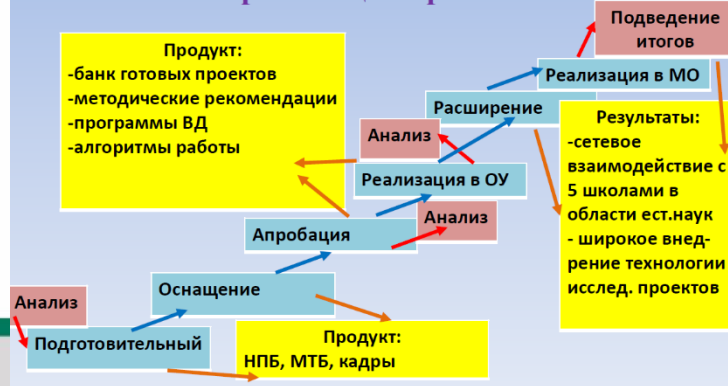 Подведение
итогов
Продукт:
-банк готовых проектов
-методические рекомендации
-программы ВД
-алгоритмы работы
Реализация в МО
Расширение
Анализ
Результаты:
-сетевое
взаимодействие с
5 школами в
области ест.наук
- широкое внед-
рение технологии
исслед. проектов
Реализация в ОУ
Анализ
Апробация
Оснащение
Анализ
Подготовительный
Продукт:
НПБ, МТБ, кадры